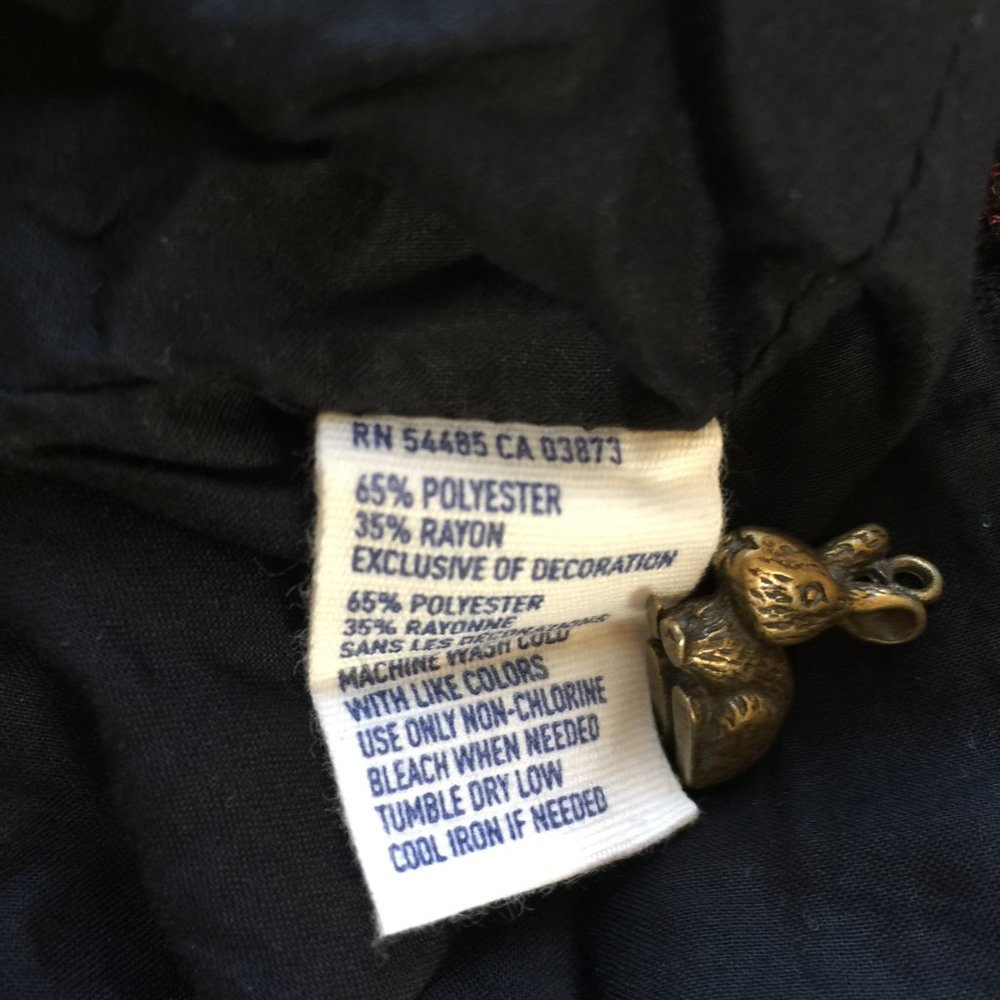 RN 54485 CA 03873
65% POLYESTER
35% RAYON
EXCLUSIVE OF DECORATION
65% POLYESTER
35% RAYONNE
SANS LES DECORATIONS
MACHINE WASH COLD
WITH LIKE COLORS
USE ONLY NON-CHLORINE
BLEACH WHEN NEEDED
TUMBLE DRY LOW
COOL IRON IF NEEDED